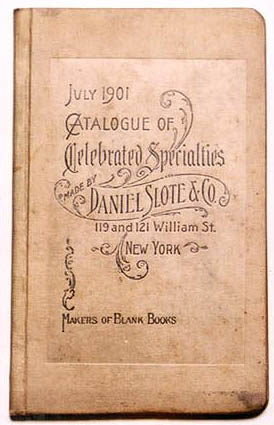 JULY 1901
CATALOGUE OF
Celebrated Specialties
MADE BY
DANIEL SLOTE & CO.
119 and 121 William St.
NEW YORK
MAKERS OF BLANK BOOKS